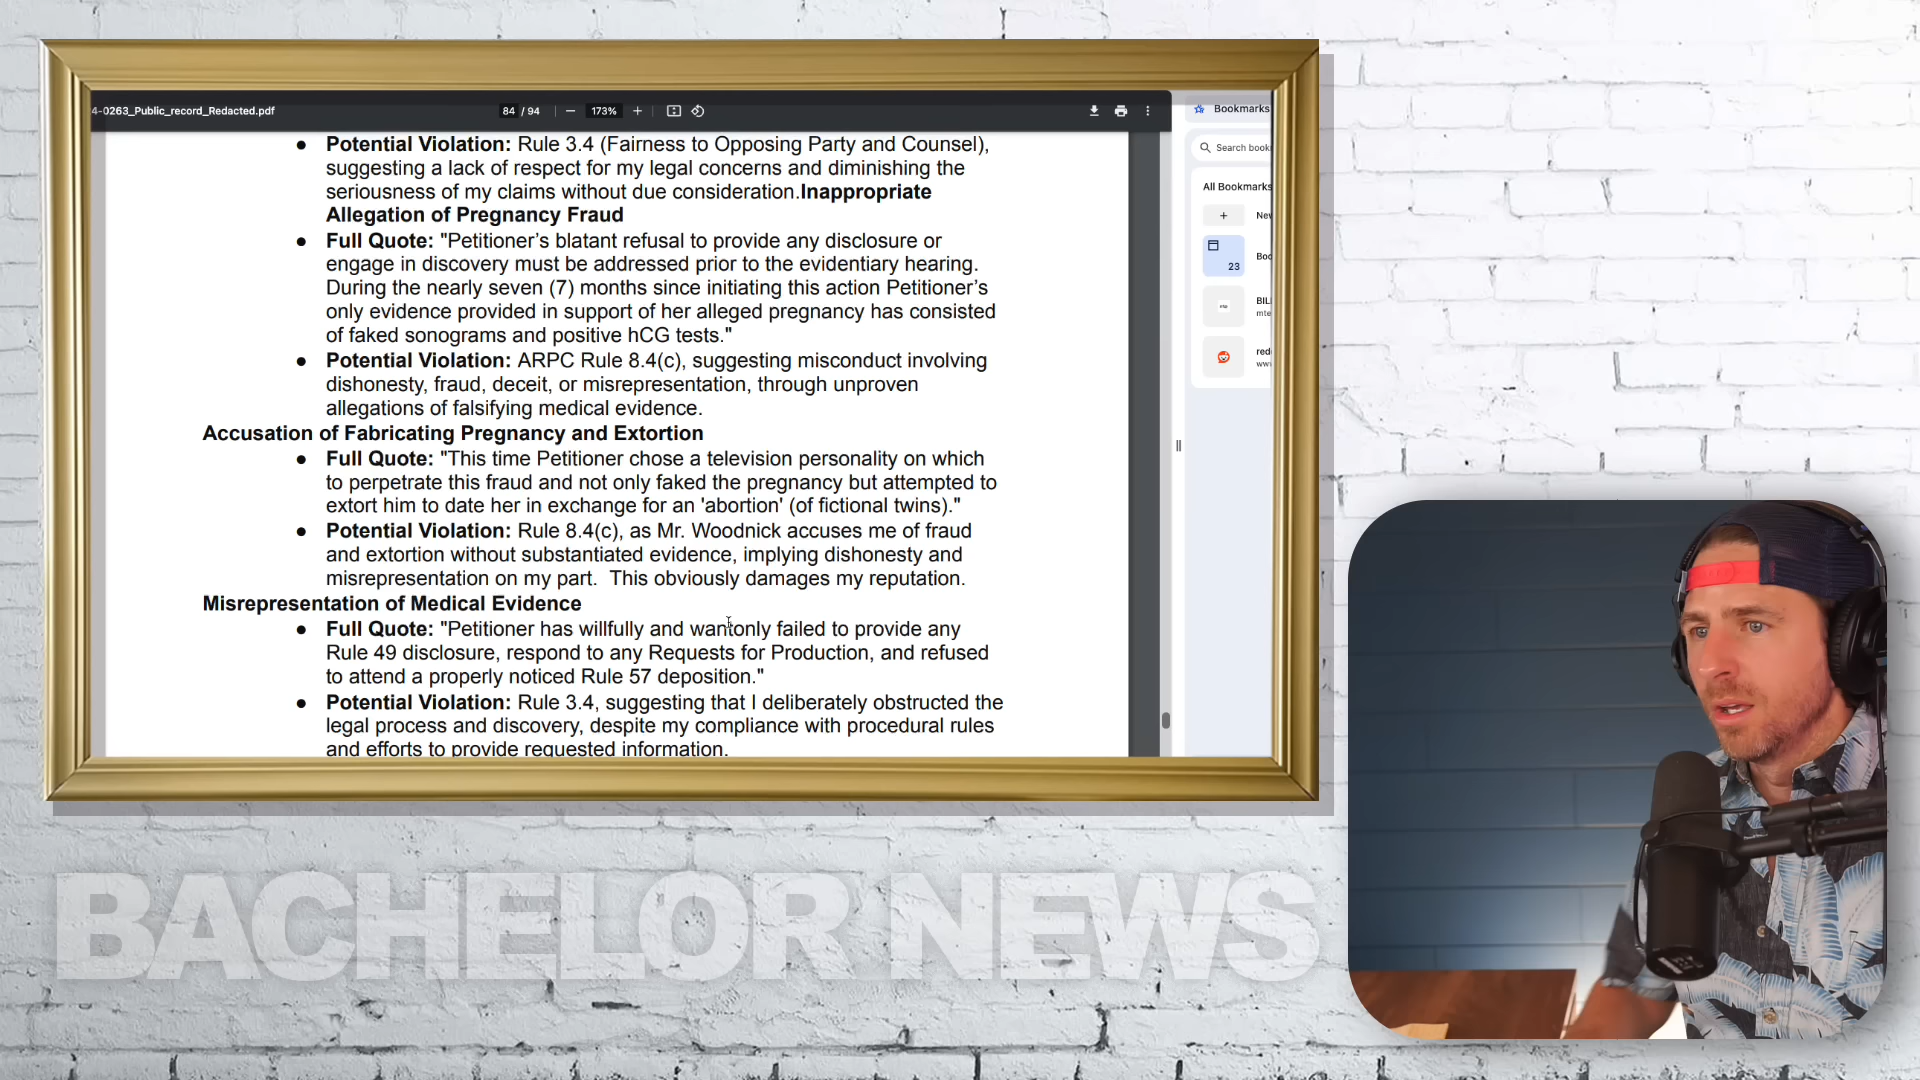 4-0263_Public_record_Redacted.pdf
84 / 94
173%
Bookmarks
● Potential Violation: Rule 3.4 (Fairness to Opposing Party and Counsel),
suggesting a lack of respect for my legal concerns and diminishing the
seriousness of my claims without due consideration.Inappropriate
Allegation of Pregnancy Fraud
● Full Quote: "Petitioner’s blatant refusal to provide any disclosure or
engage in discovery must be addressed prior to the evidentiary hearing.
During the nearly seven (7) months since initiating this action Petitioner’s
only evidence provided in support of her alleged pregnancy has consisted
of faked sonograms and positive hCG tests."
● Potential Violation: ARPC Rule 8.4(c), suggesting misconduct involving
dishonesty, fraud, deceit, or misrepresentation, through unproven
allegations of falsifying medical evidence.
Accusation of Fabricating Pregnancy and Extortion
● Full Quote: "This time Petitioner chose a television personality on which
to perpetrate this fraud and not only faked the pregnancy but attempted to
extort him to date her in exchange for an 'abortion' (of fictional twins)."
● Potential Violation: Rule 8.4(c), as Mr. Woodnick accuses me of fraud
and extortion without substantiated evidence, implying dishonesty and
misrepresentation on my part.  This obviously damages my reputation.
Misrepresentation of Medical Evidence
● Full Quote: "Petitioner has willfully and wantonly failed to provide any
Rule 49 disclosure, respond to any Requests for Production, and refused
to attend a properly noticed Rule 57 deposition."
● Potential Violation: Rule 3.4, suggesting that I deliberately obstructed the
legal process and discovery, despite my compliance with procedural rules
and efforts to provide requested information.
Search book
All Bookmarks
New
23
Boo
BIL
mte
red
www
BACHELOR NEWS